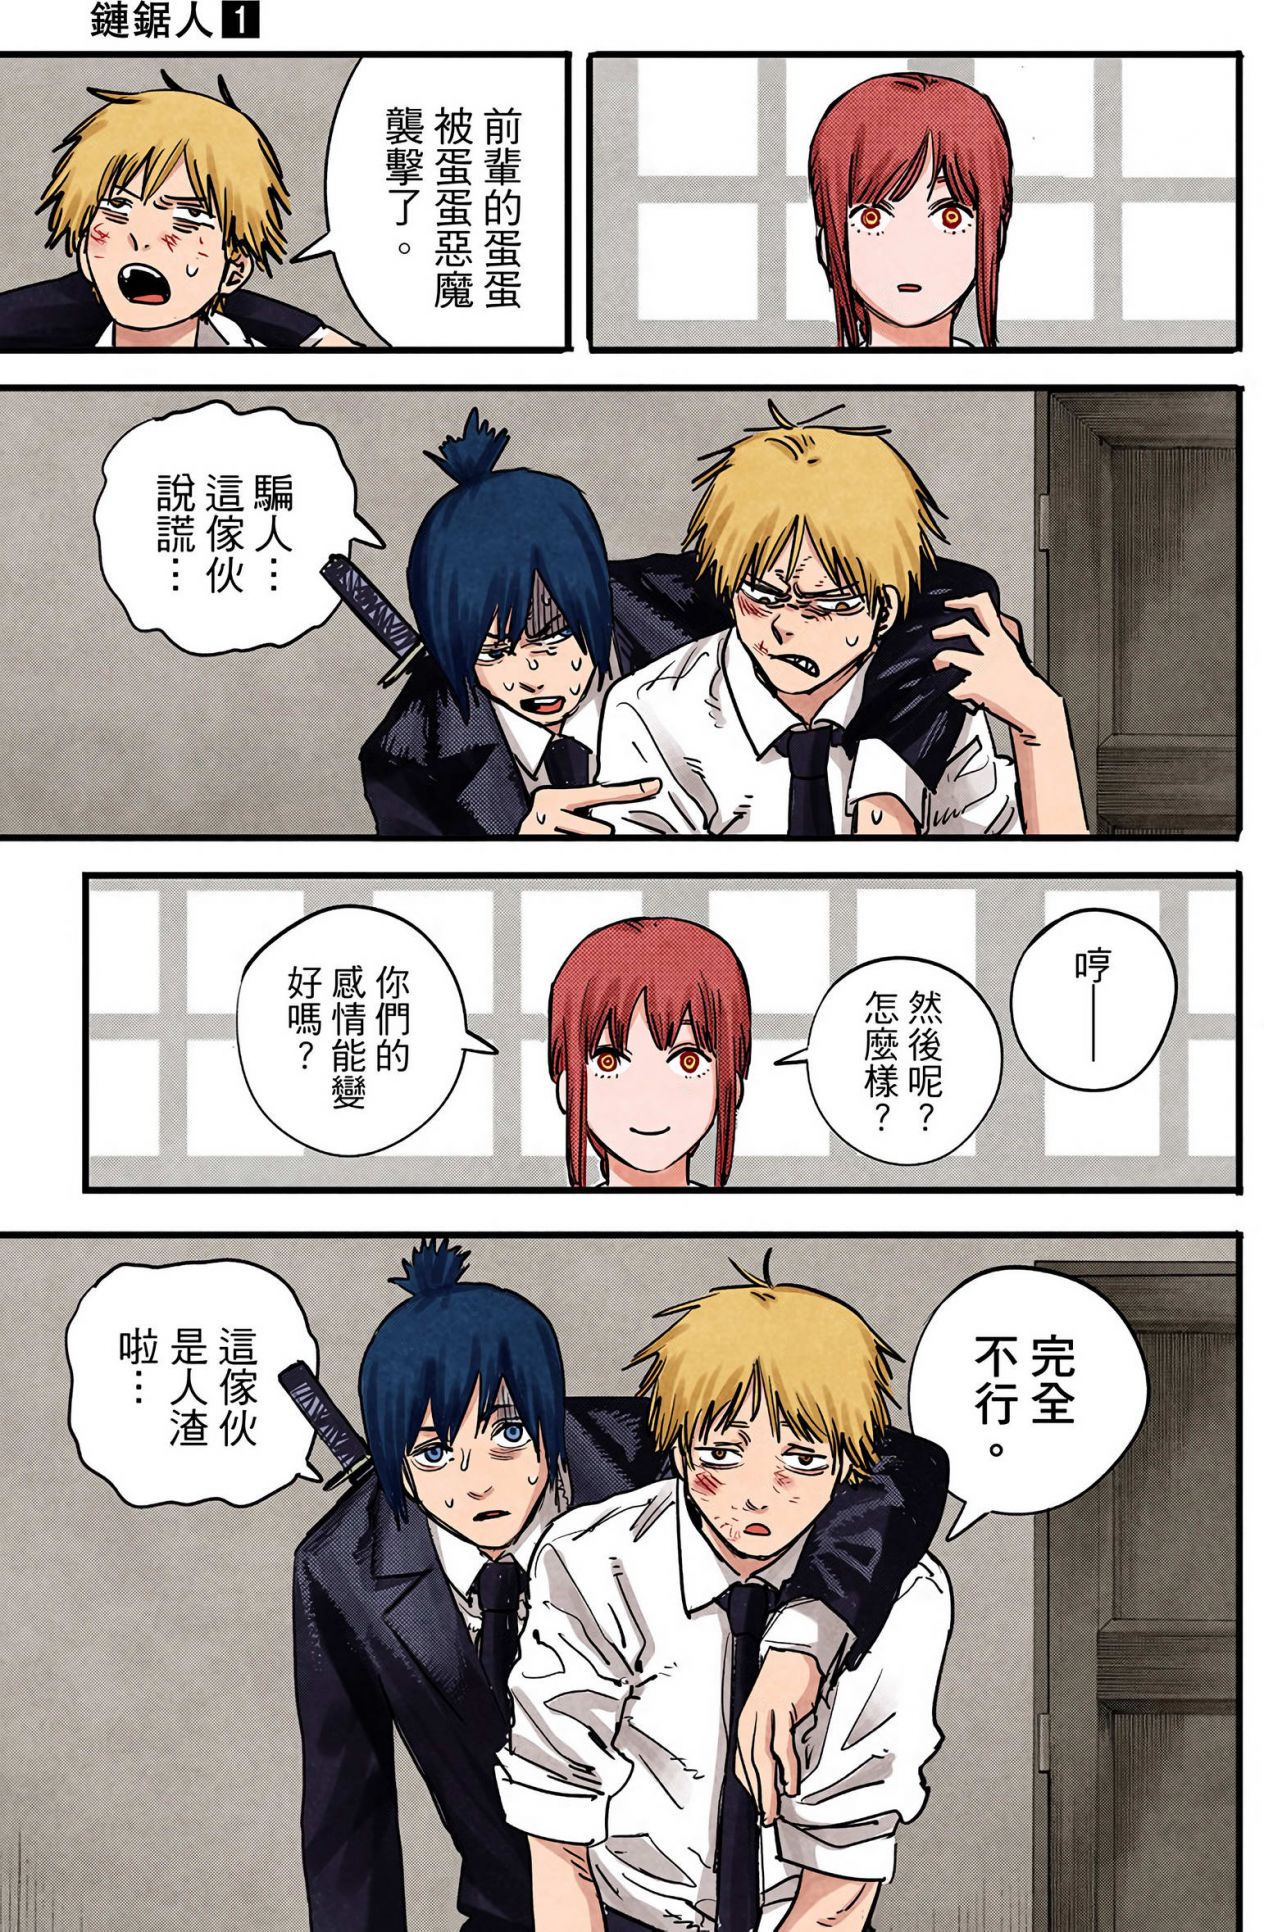 鏈鋸人1
前輩的蛋蛋
被蛋蛋惡魔
襲擊了。
騙人…
這傢伙
說謊…
哼——
然後呢？
怎麼樣？
你們的
感情能變
好嗎？
完全
不行。
這傢伙
是人渣
啦…